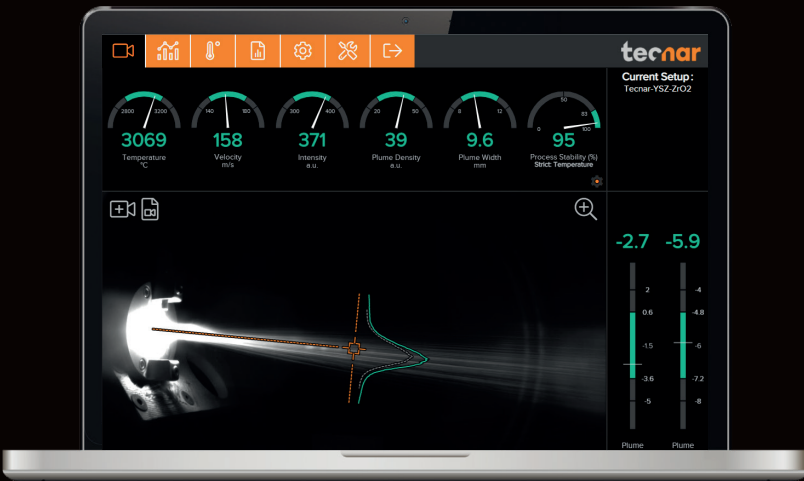 tecnar
Current Setup:
Tecnar-YSZ-ZrO2
2800 3200
3069
Temperature
°C
140 180
158
Velocity
m/s
300 400
371
Intensity
a.u.
20 50
39
Plume Density
a.u.
8 12
9.6
Plume Width
mm
0 50 83 100
95
Process Stability (%)
Strict: Temperature
-2.7 -5.9
2 -4
0.6 -4.8
-1.5 -6
-3.6 -7.2
-5 -8
Plume Plume